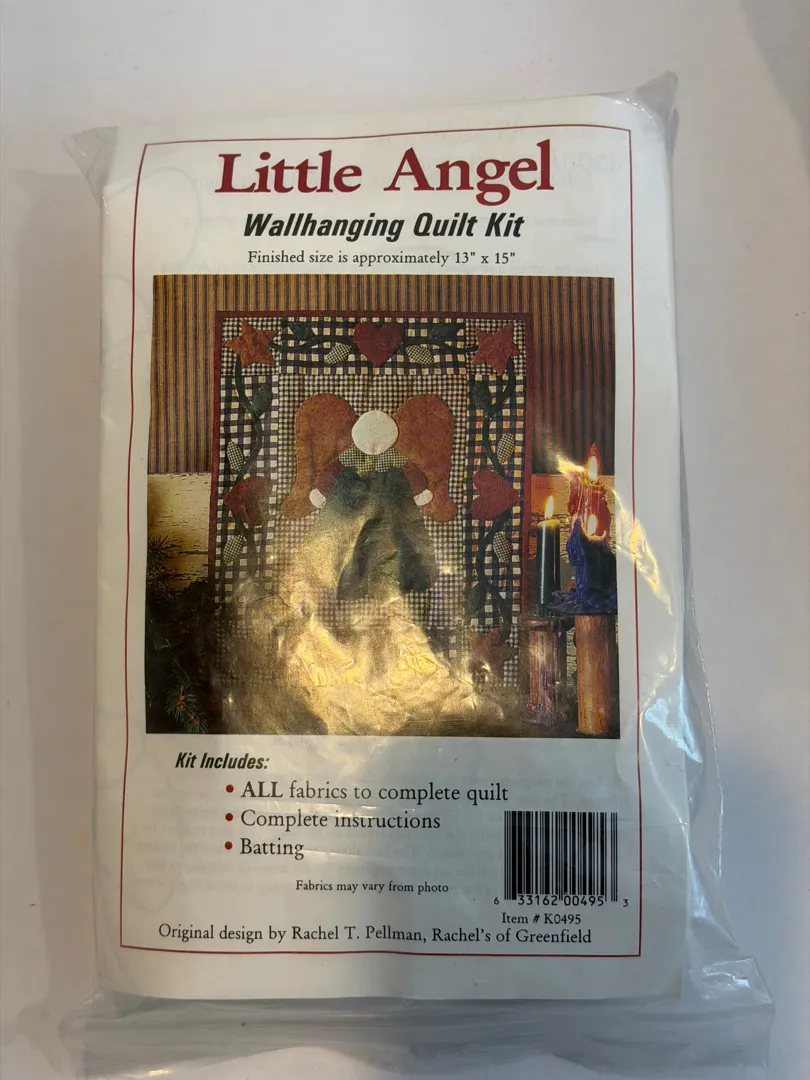 Little Angel
Wallhanging Quilt Kit
Finished size is approximately 13" x 15"
Kit Includes:
• ALL fabrics to complete quilt
• Complete instructions
• Batting
Fabrics may vary from photo
6 33162 00495 3
Item # K0495
Original design by Rachel T. Pellman, Rachel's of Greenfield